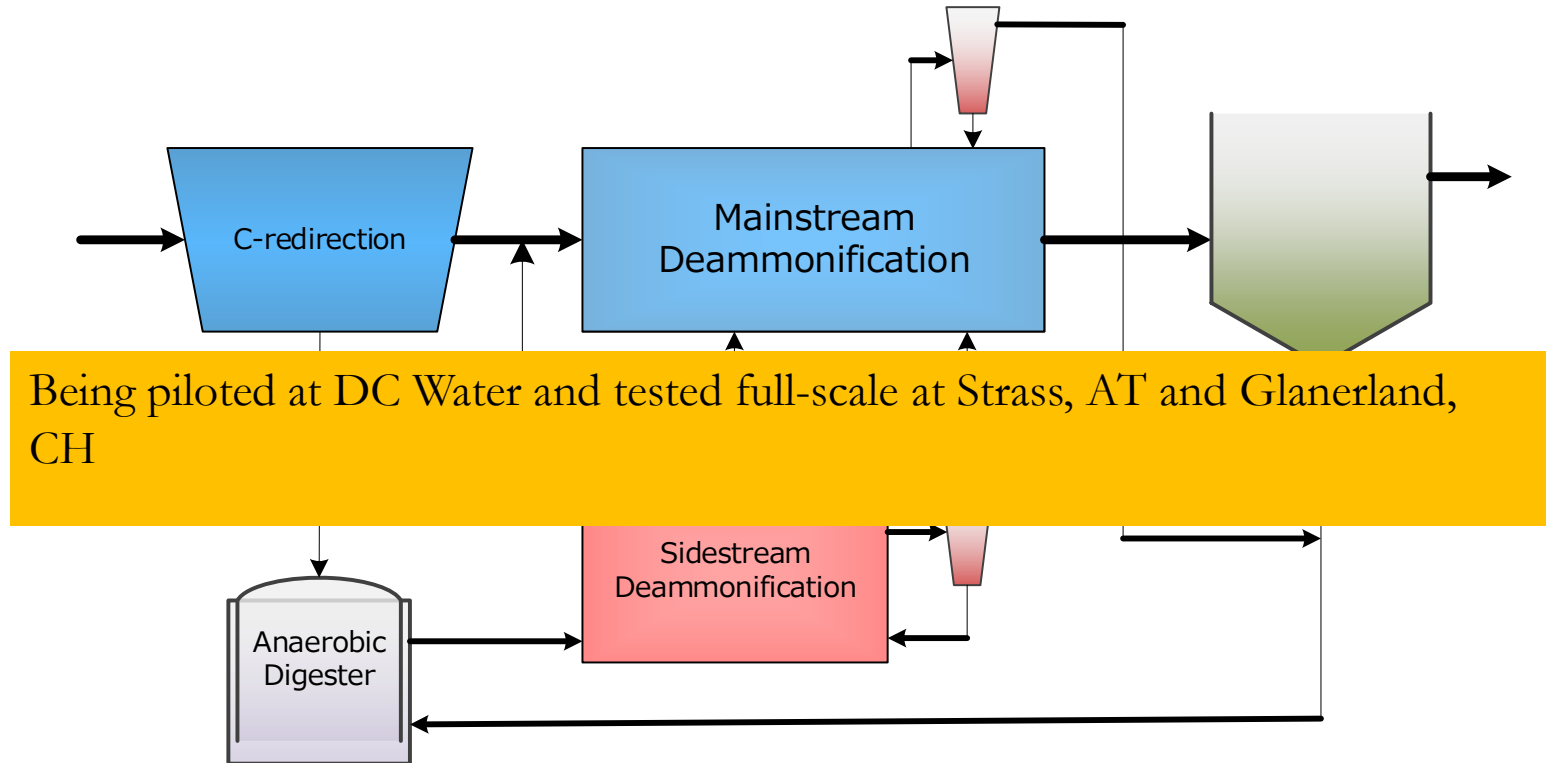 C-redirection
Mainstream
Deammonification
Being piloted at DC Water and tested full-scale at Strass, AT and Glanerland,
CH
Sidestream
Deammonification
Anaerobic
Digester